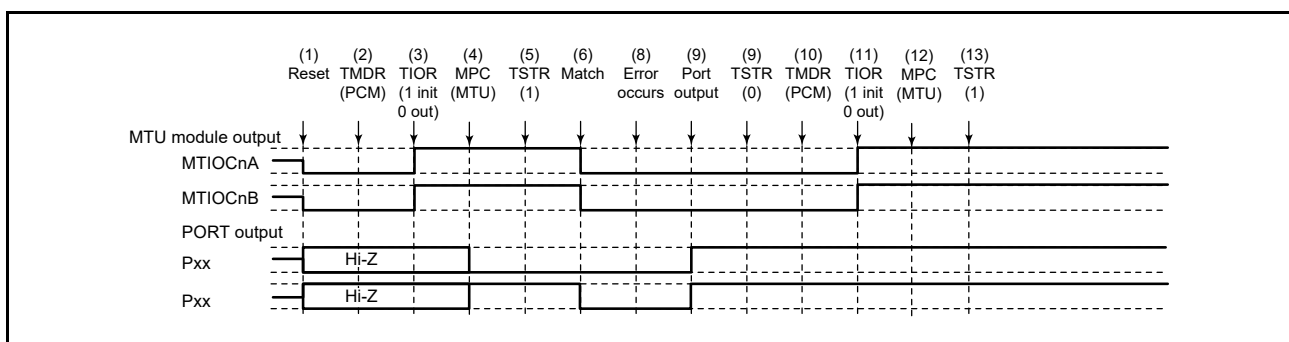 (1) (2) (3) (4) (5) (6) (8) (9) (9) (10) (11) (12) (13)
Reset TMDR TIOR MPC TSTR Match Error Port TSTR TMDR TIOR MPC TSTR
(PCM) (1 init (MTU) (1) occurs output (0) (PCM) (1 init (MTU) (1)
0 out) 0 out)
MTU module output
MTIOCnA
MTIOCnB
PORT output
Pxx Hi-Z
Pxx Hi-Z